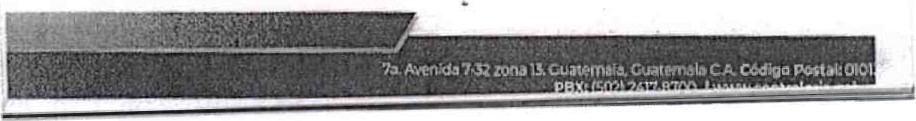 7a. Avenida 7-32 zona 13. Guatemala, Guatemala C.A. Código Postal: 0101
PBX: (502) 2417-8700